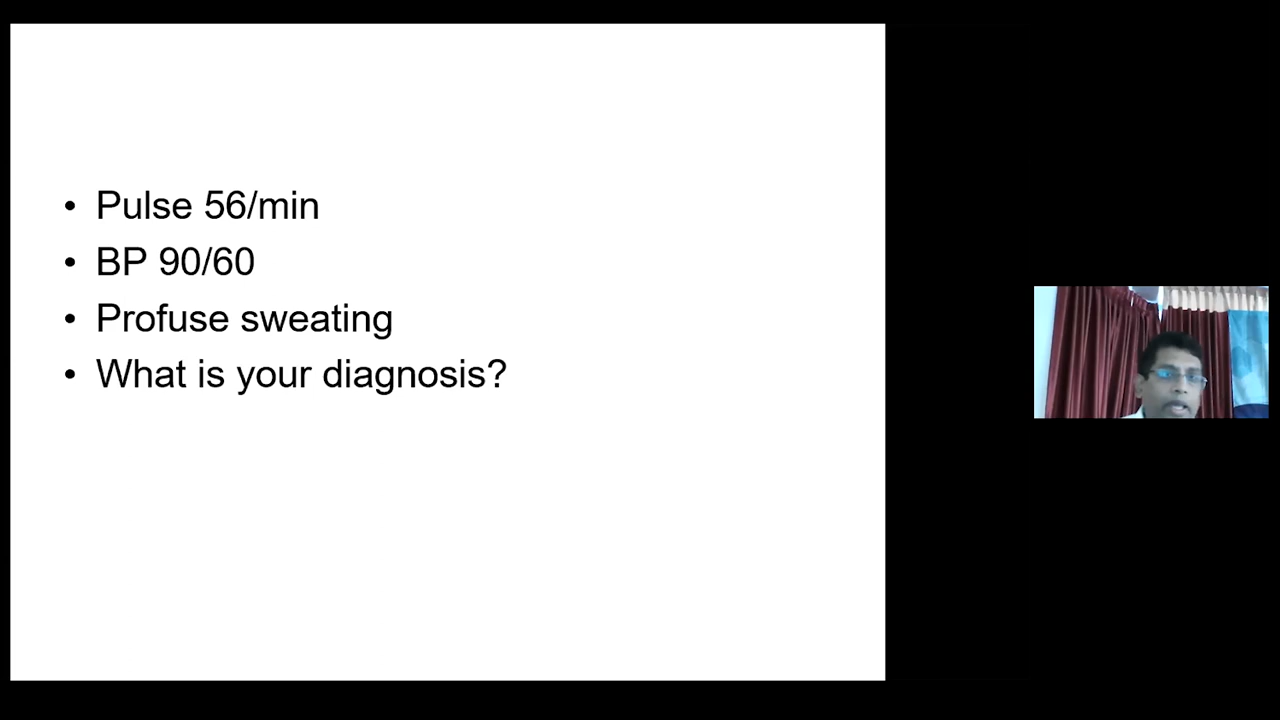 • Pulse 56/min
• BP 90/60
• Profuse sweating
• What is your diagnosis?